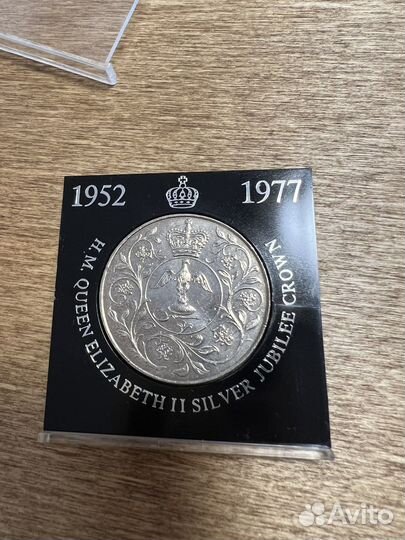 1952 1977
H.M. QUEEN ELIZABETH II SILVER JUBILEE CROWN
Avito